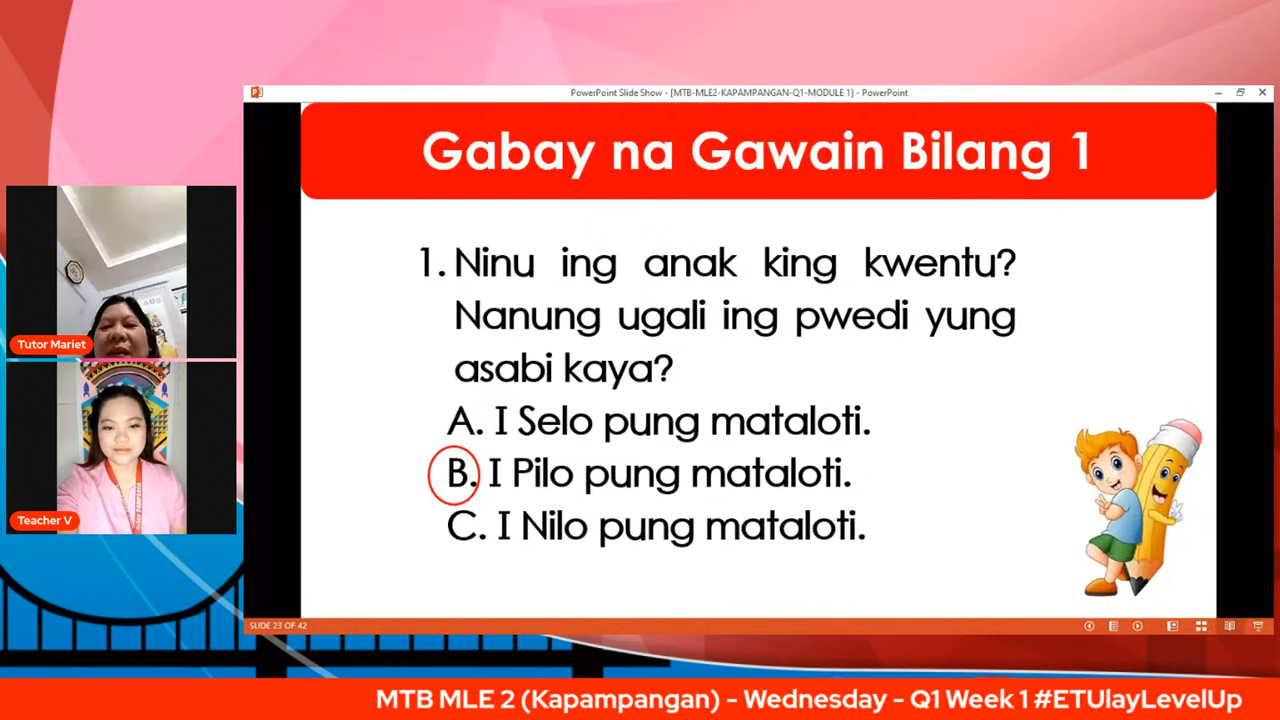 PowerPoint Slide Show - [MTB-MLE2-KAPAMPANGAN-Q1-MODULE 1] - PowerPoint
Gabay na Gawain Bilang 1
1. Ninu ing anak king kwentu?
Nanung ugali ing pwedi yung
asabi kaya?
A. I Selo pung mataloti.
B. I Pilo pung mataloti.
C. I Nilo pung mataloti.
Tutor Mariet
Teacher V
SLIDE 23 OF 42
MTB MLE 2 (Kapampangan) - Wednesday - Q1 Week 1 #ETUlayLevelUp